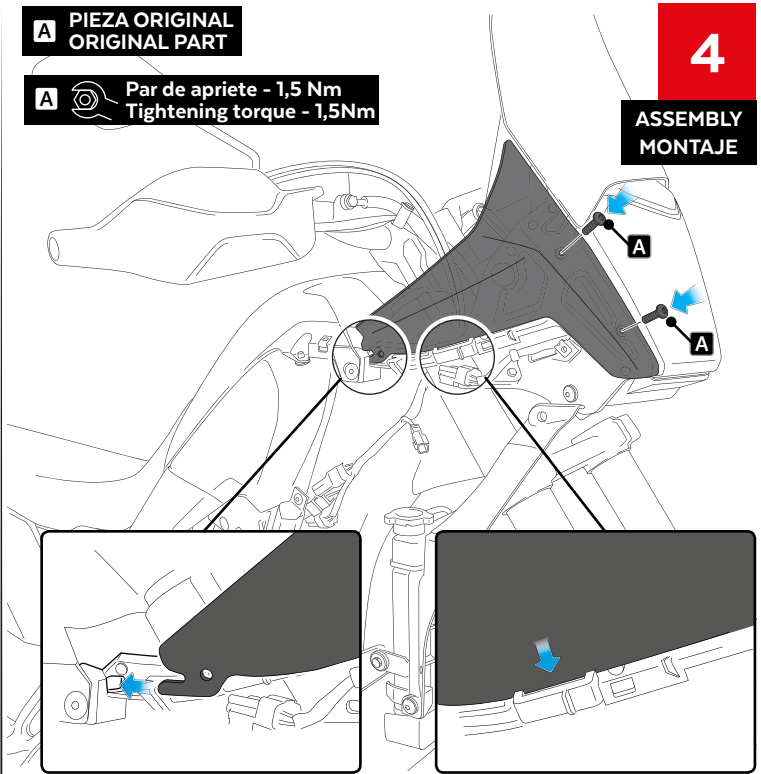 A PIEZA ORIGINAL
ORIGINAL PART
A Par de apriete - 1,5 Nm
Tightening torque - 1,5Nm
4
ASSEMBLY
MONTAJE
A
A